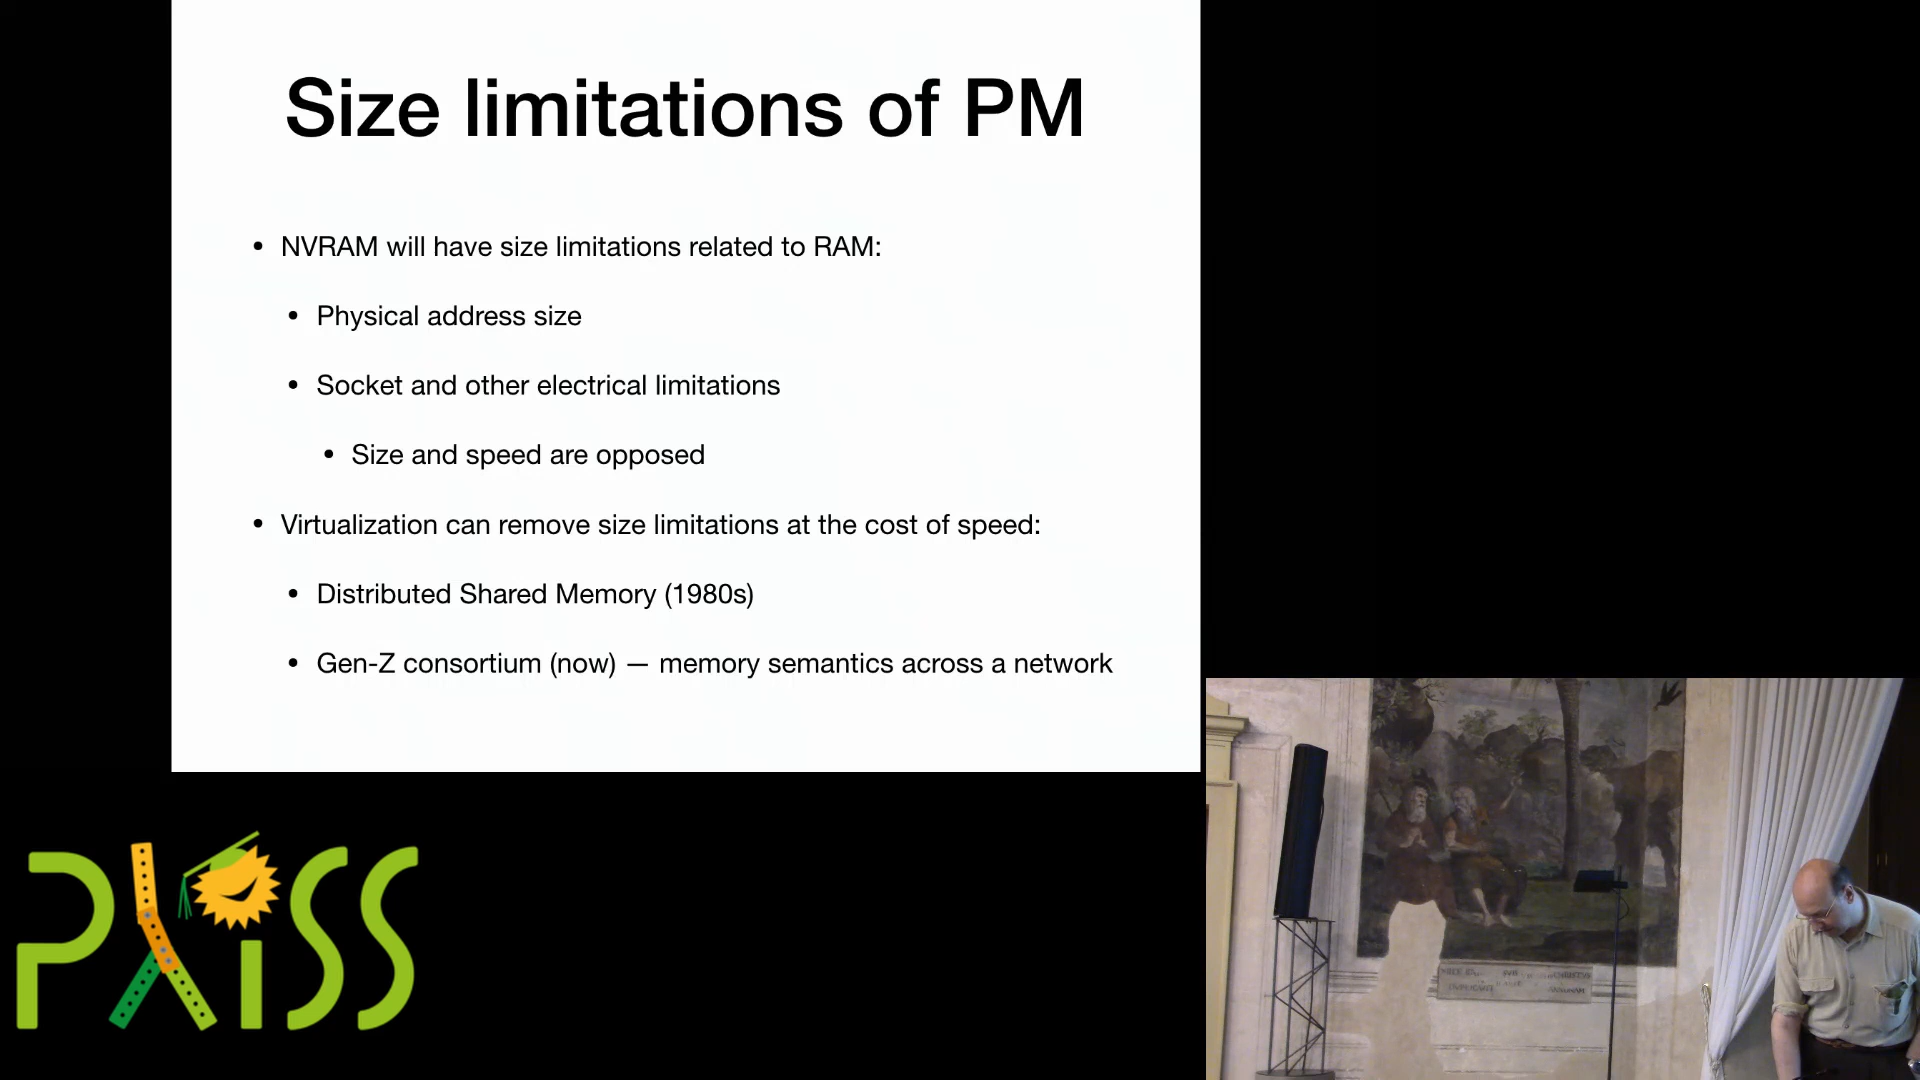 Size limitations of PM
• NVRAM will have size limitations related to RAM:
• Physical address size
• Socket and other electrical limitations
• Size and speed are opposed
• Virtualization can remove size limitations at the cost of speed:
• Distributed Shared Memory (1980s)
• Gen-Z consortium (now) — memory semantics across a network
PXiSS